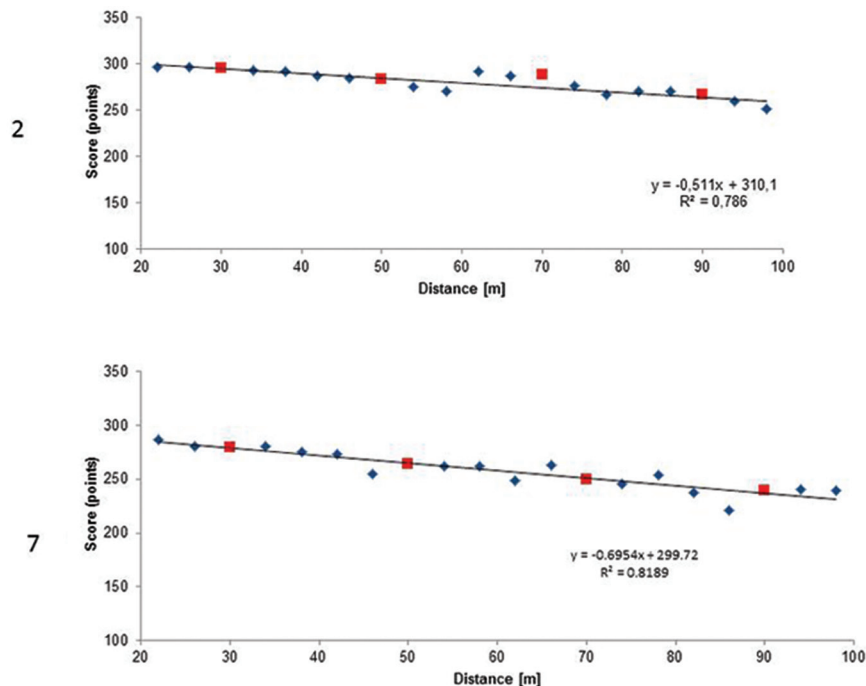 350
300
250
200
150
100
Score (points)
2
y = -0,511x + 310,1
R² = 0,786
20 30 40 50 60 70 80 90 100
Distance [m]
350
300
250
200
150
100
Score (points)
7
y = -0.6954x + 299.72
R² = 0.8189
20 30 40 50 60 70 80 90 100
Distance [m]